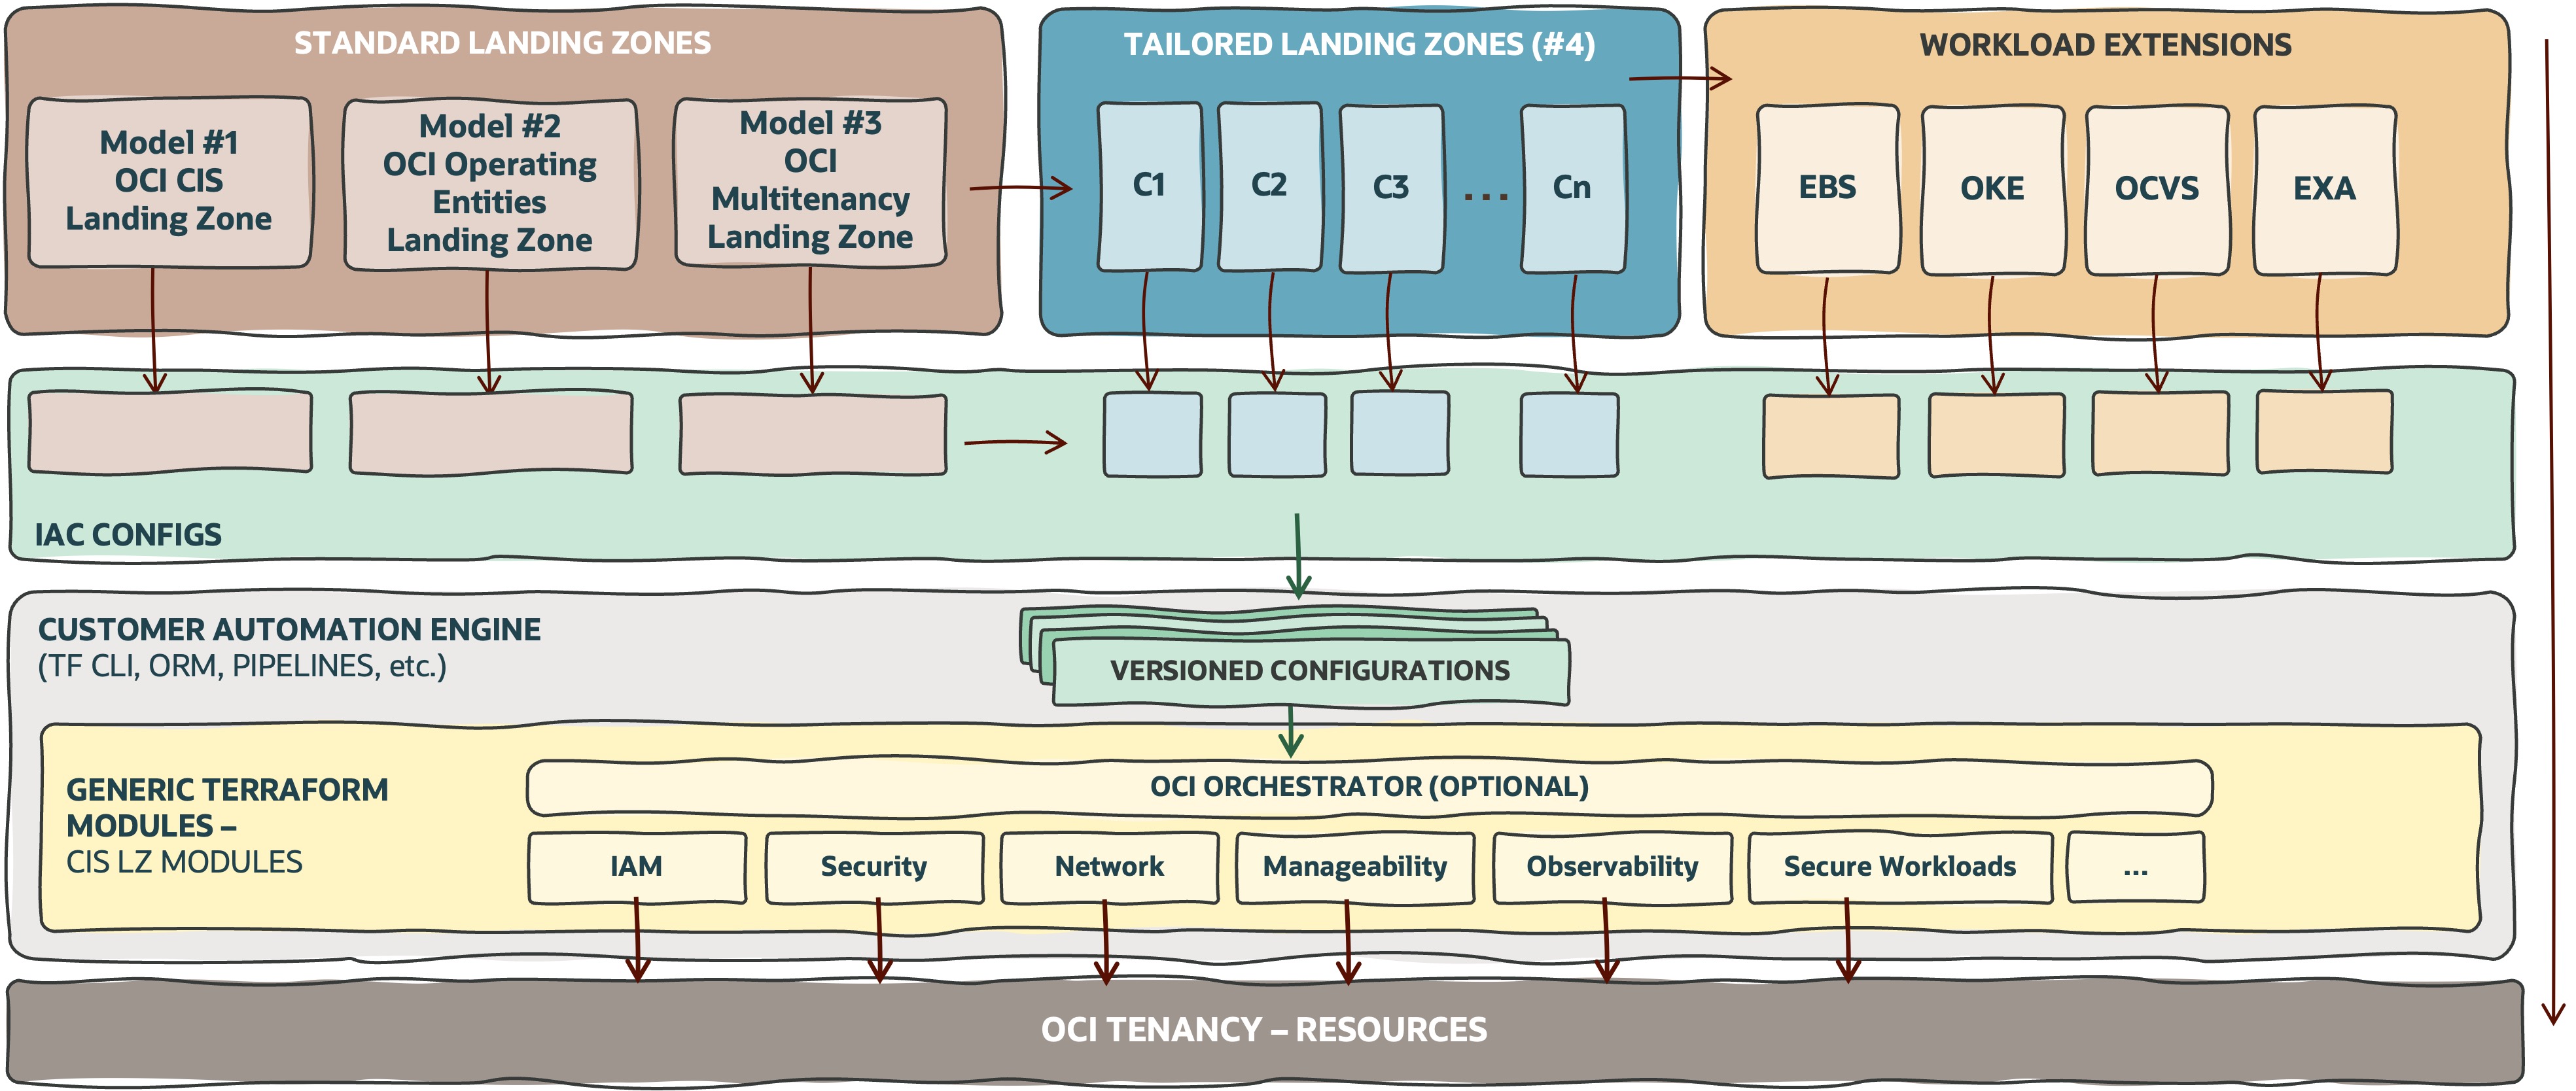 STANDARD LANDING ZONES
Model #1
OCI CIS
Landing Zone
Model #2
OCI Operating
Entities
Landing Zone
Model #3
OCI
Multitenancy
Landing Zone
TAILORED LANDING ZONES (#4)
C1
C2
C3
...
Cn
WORKLOAD EXTENSIONS
EBS
OKE
OCVS
EXA
IAC CONFIGS
CUSTOMER AUTOMATION ENGINE
(TF CLI, ORM, PIPELINES, etc.)
VERSIONED CONFIGURATIONS
GENERIC TERRAFORM
MODULES –
CIS LZ MODULES
OCI ORCHESTRATOR (OPTIONAL)
IAM
Security
Network
Manageability
Observability
Secure Workloads
...
OCI TENANCY – RESOURCES